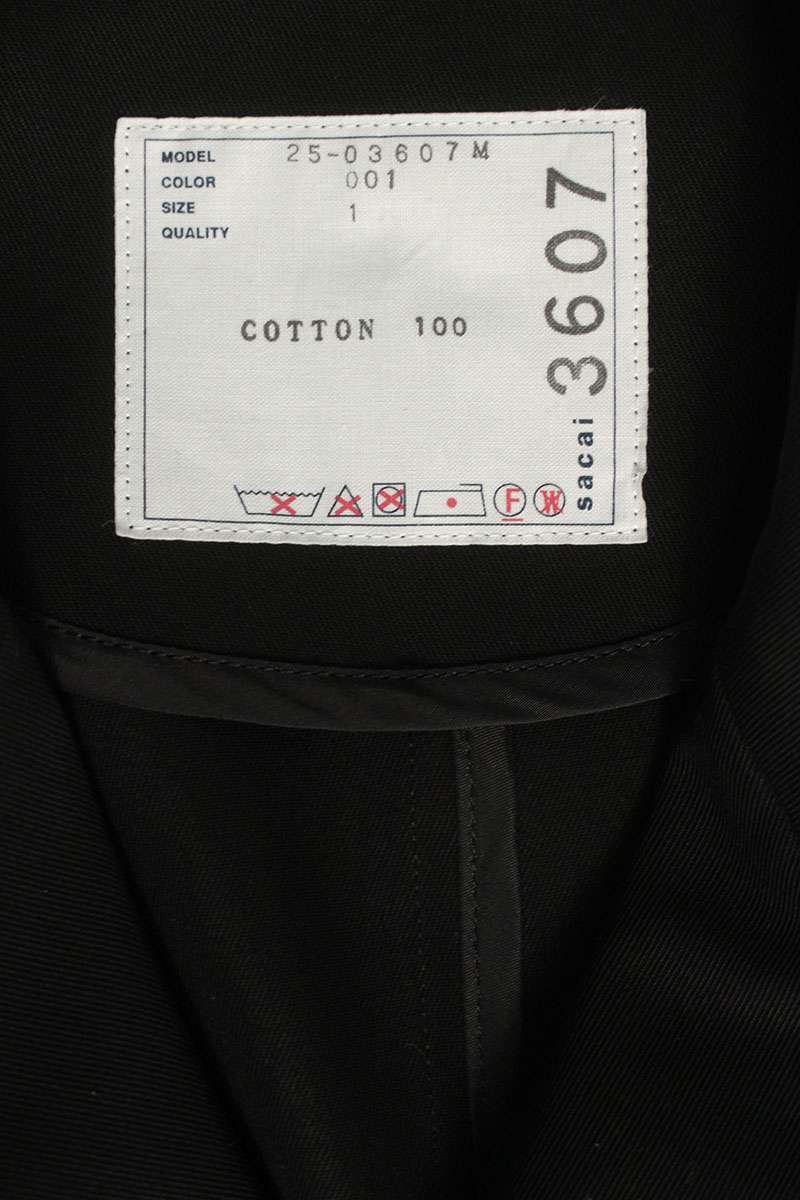 MODEL 25-03607M
COLOR 001
SIZE 1
QUALITY
COTTON 100
F
W
sacai 3607